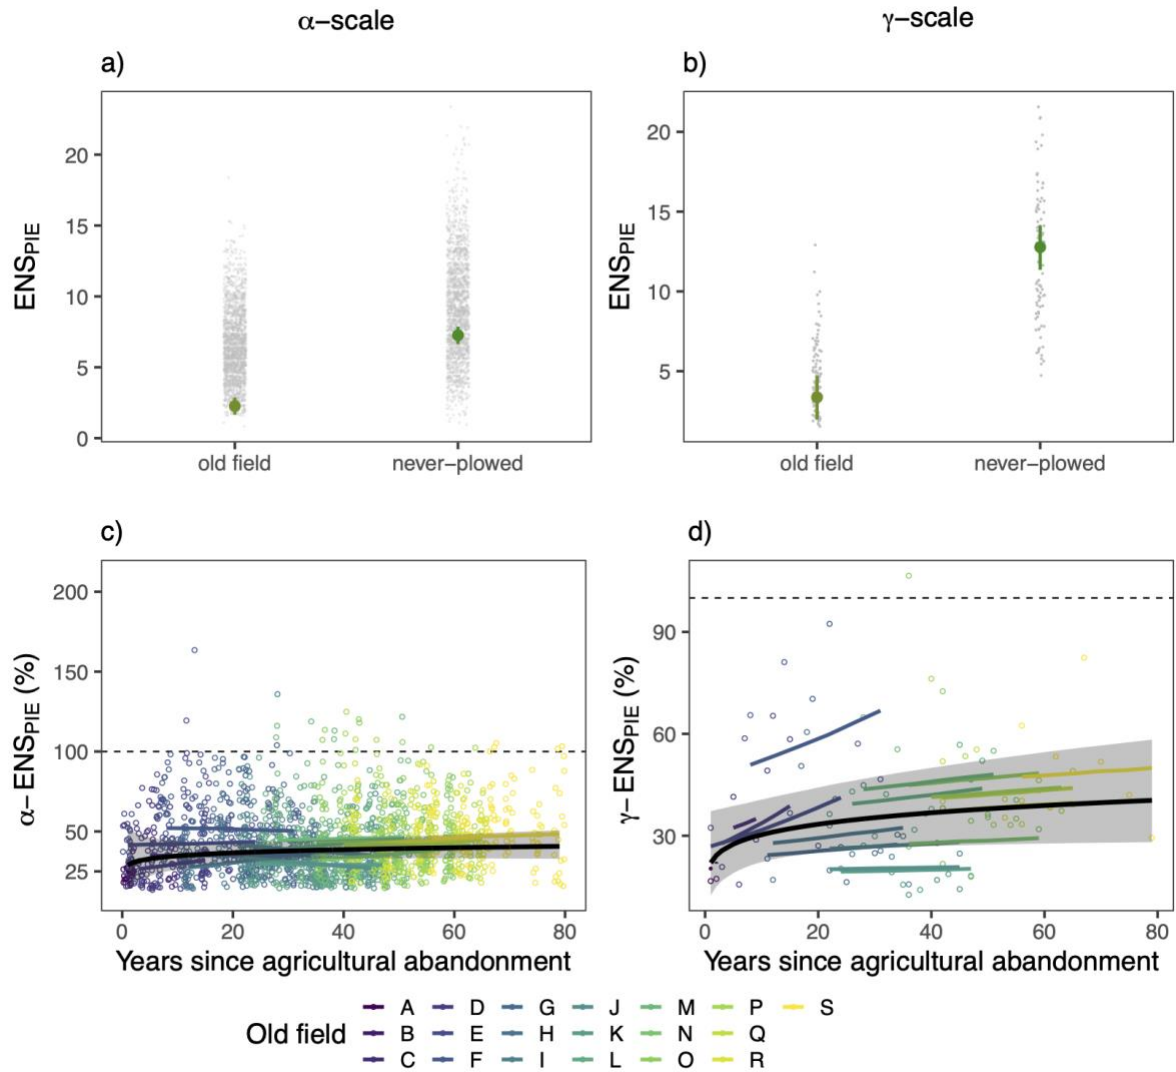 α−scale
γ−scale
a)
b)
ENSPIE
20
15
10
5
0
old field
never−plowed
ENSPIE
20
15
10
5
old field
never−plowed
c)
d)
α− ENSPIE (%)
200
150
100
50
25
0
20
40
60
80
Years since agricultural abandonment
γ− ENSPIE (%)
90
60
30
0
20
40
60
80
Years since agricultural abandonment
Old field
A D G J M P S
B E H K N Q
C F I L O R